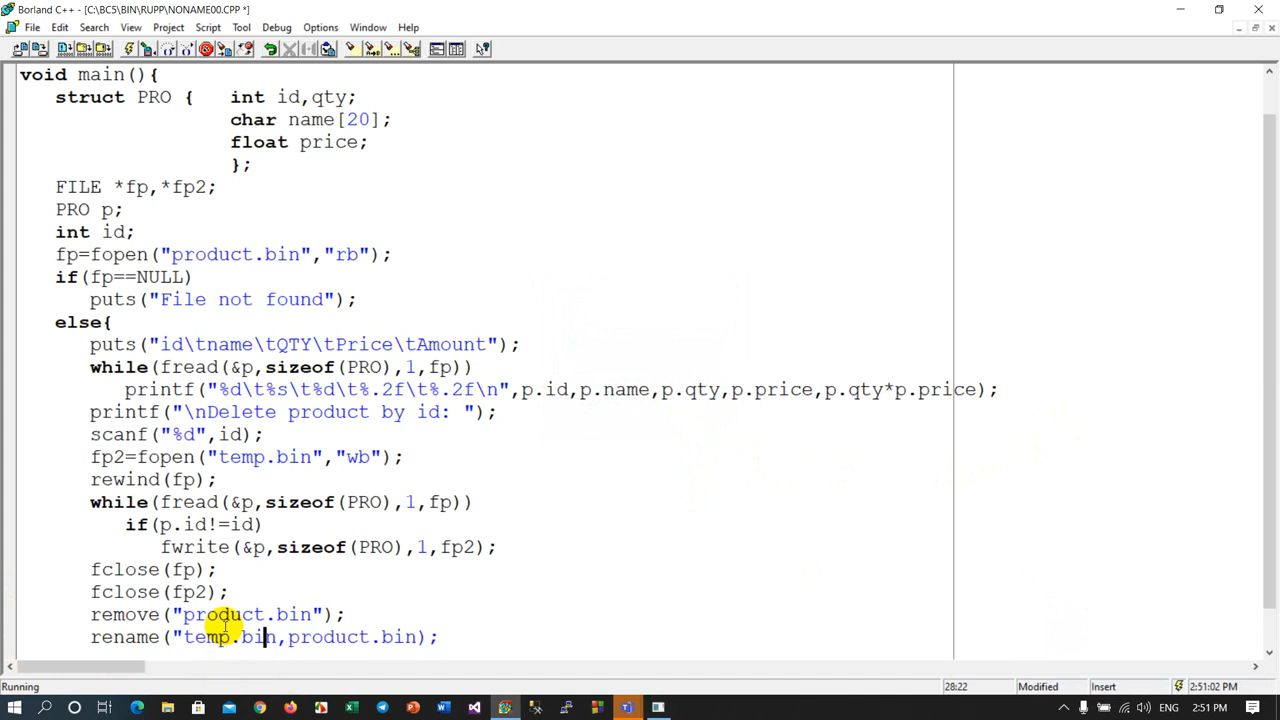 Borland C++ - [C:\BC5\BIN\RUPP\NONAME00.CPP *]
File Edit Search View Project Script Tool Debug Options Window Help
void main(){
struct PRO { int id,qty;
char name[20];
float price;
};
FILE *fp,*fp2;
PRO p;
int id;
fp=fopen("product.bin","rb");
if(fp==NULL)
puts("File not found");
else{
puts("id\tname\tQTY\tPrice\tAmount");
while(fread(&p,sizeof(PRO),1,fp))
printf("%d\t%s\t%d\t%.2f\t%.2f\n",p.id,p.name,p.qty,p.price,p.qty*p.price);
printf("\nDelete product by id: ");
scanf("%d",id);
fp2=fopen("temp.bin","wb");
rewind(fp);
while(fread(&p,sizeof(PRO),1,fp))
if(p.id!=id)
fwrite(&p,sizeof(PRO),1,fp2);
fclose(fp);
fclose(fp2);
remove("product.bin");
rename("temp.bin,product.bin);
Running 28:22 Modified Insert 2:51:02 PM
ENG 2:51 PM